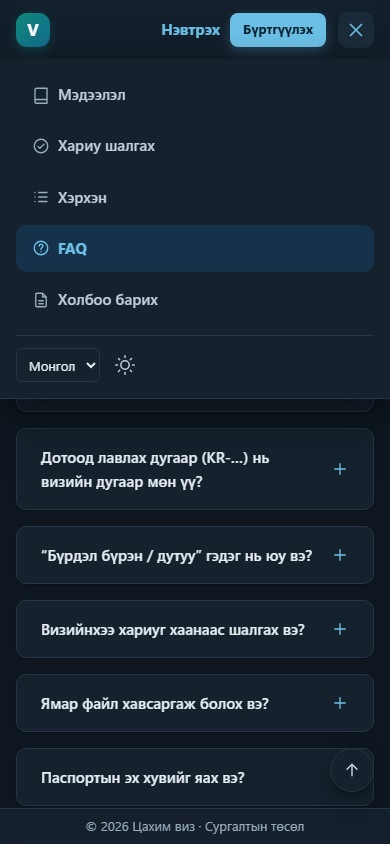 V
Нэвтрэх
Бүртгүүлэх
Мэдээлэл
Хариу шалгах
Хэрхэн
FAQ
Холбоо барих
Монгол
Дотоод лавлах дугаар (KR-...) нь
визийн дугаар мөн үү?
“Бүрдэл бүрэн / дутуу” гэдэг нь юу вэ?
Визийнхээ хариуг хаанаас шалгах вэ?
Ямар файл хавсаргаж болох вэ?
Паспортын эх хувийг яах вэ?
© 2026 Цахим виз · Сургалтын төсөл